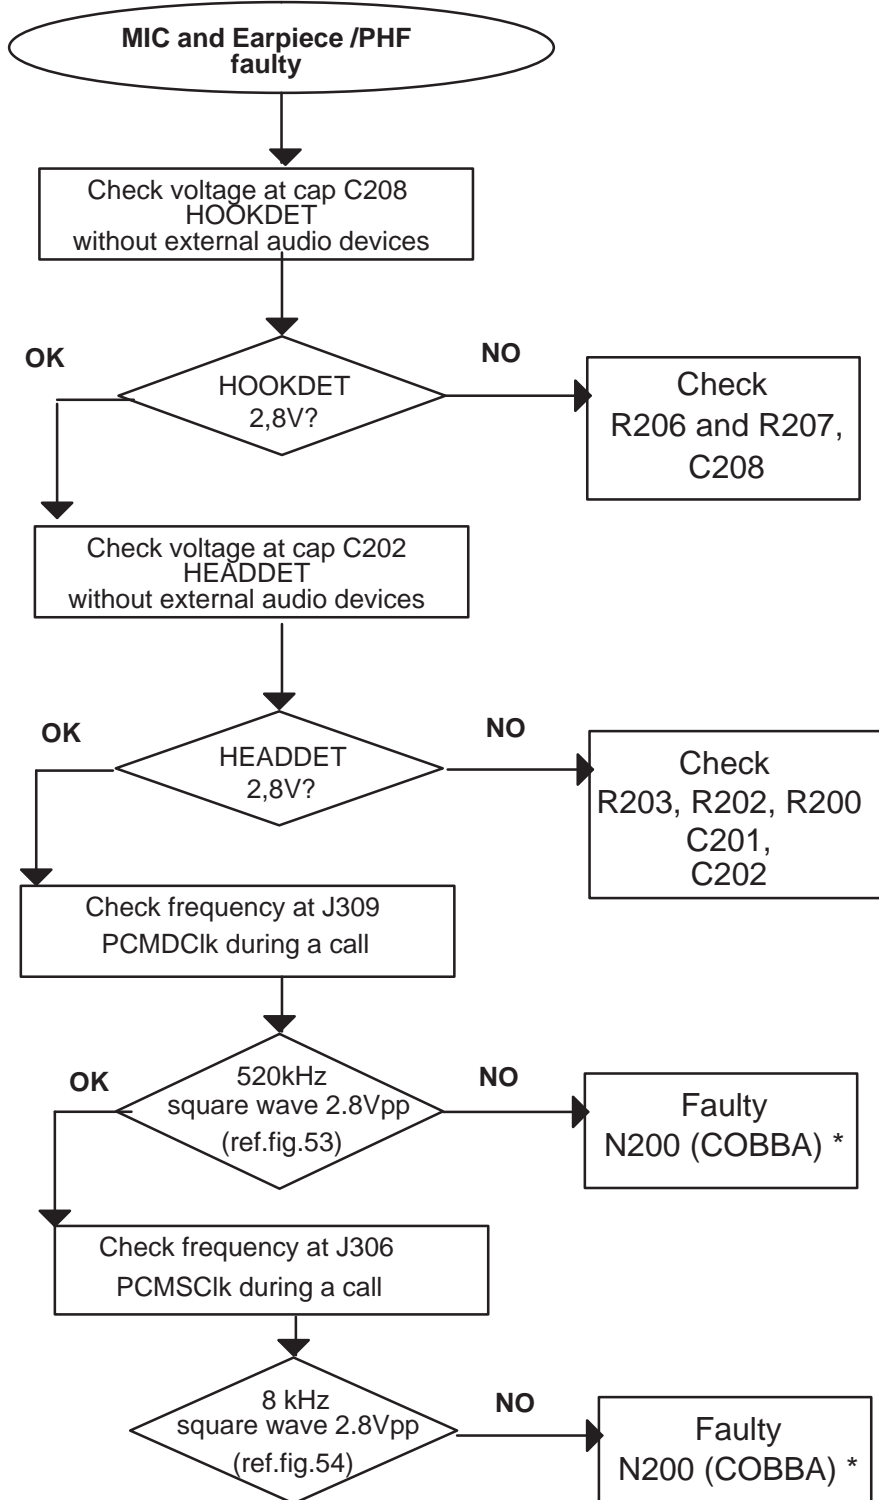 MIC and Earpiece /PHF
faulty
Check voltage at cap C208
HOOKDET
without external audio devices
OK
NO
HOOKDET
2,8V?
Check
R206 and R207,
C208
Check voltage at cap C202
HEADDET
without external audio devices
OK
NO
HEADDET
2,8V?
Check
R203, R202, R200
C201,
C202
Check frequency at J309
PCMDClk during a call
OK
NO
520kHz
square wave 2.8Vpp
(ref.fig.53)
Faulty
N200 (COBBA) *
Check frequency at J306
PCMSClk during a call
NO
8 kHz
square wave 2.8Vpp
(ref.fig.54)
Faulty
N200 (COBBA) *